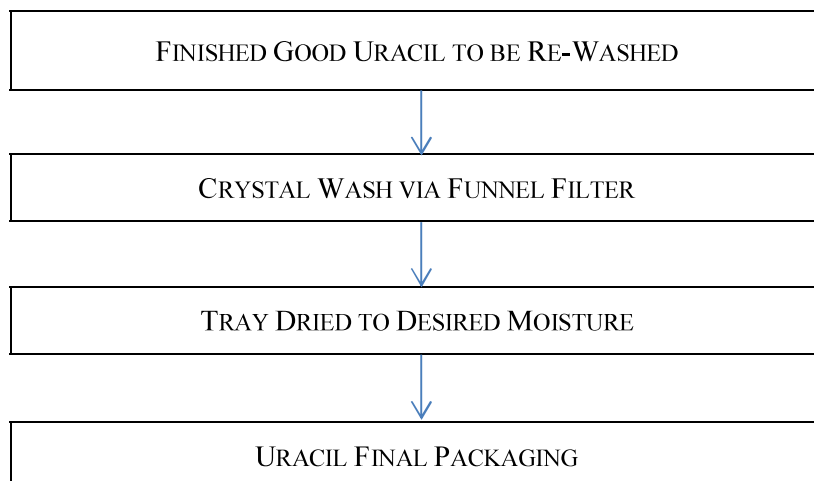 FINISHED GOOD URACIL TO BE RE-WASHED
CRYSTAL WASH VIA FUNNEL FILTER
TRAY DRIED TO DESIRED MOISTURE
URACIL FINAL PACKAGING